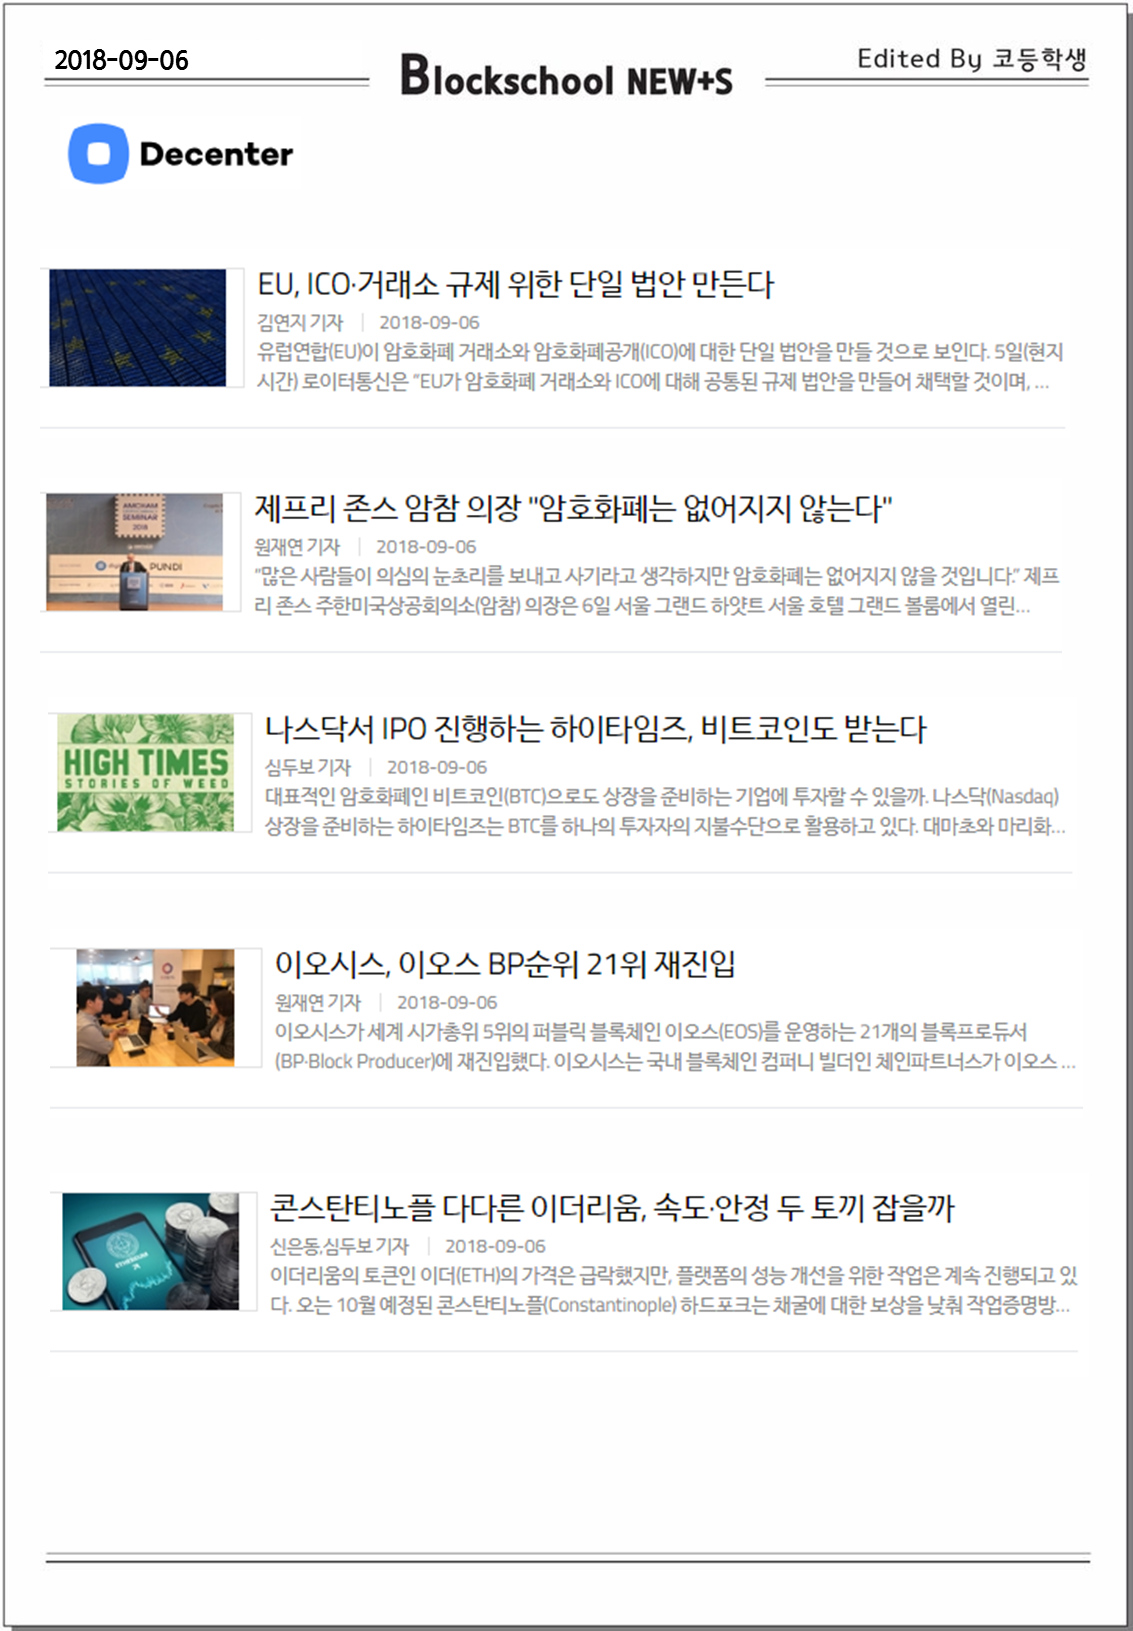 2018-09-06
Blockschool NEW+S
Edited By 코등학생
Decenter
EU, ICO·거래소 규제 위한 단일 법안 만든다
김연지 기자 | 2018-09-06
유럽연합(EU)이 암호화폐 거래소와 암호화폐공개(ICO)에 대한 단일 법안을 만들 것으로 보인다. 5일(현지
시간) 로이터통신은 “EU가 암호화폐 거래소와 ICO에 대해 공통된 규제 법안을 만들어 채택할 것이며, ...
AMCHAM
SEMINAR
2018
PUNDI
제프리 존스 암참 의장 "암호화폐는 없어지지 않는다"
원재연 기자 | 2018-09-06
“많은 사람들이 의심의 눈초리를 보내고 사기라고 생각하지만 암호화폐는 없어지지 않을 것입니다.” 제프
리 존스 주한미국상공회의소(암참) 의장은 6일 서울 그랜드 하얏트 서울 호텔 그랜드 볼룸에서 열린...
HIGH TIMES
STORIES OF WEED
나스닥서 IPO 진행하는 하이타임즈, 비트코인도 받는다
심두보 기자 | 2018-09-06
대표적인 암호화폐인 비트코인(BTC)으로도 상장을 준비하는 기업에 투자할 수 있을까. 나스닥(Nasdaq)
상장을 준비하는 하이타임즈는 BTC를 하나의 투자자의 지불수단으로 활용하고 있다. 대마초와 마리화...
이오시스, 이오스 BP순위 21위 재진입
원재연 기자 | 2018-09-06
이오시스가 세계 시가총위 5위의 퍼블릭 블록체인 이오스(EOS)를 운영하는 21개의 블록프로듀서
(BP·Block Producer)에 재진입했다. 이오시스는 국내 블록체인 컴퍼니 빌더인 체인파트너스가 이오스 ...
ETHEREUM
콘스탄티노플 다다른 이더리움, 속도·안정 두 토끼 잡을까
신은동,심두보 기자 | 2018-09-06
이더리움의 토큰인 이더(ETH)의 가격은 급락했지만, 플랫폼의 성능 개선을 위한 작업은 계속 진행되고 있
다. 오는 10월 예정된 콘스탄티노플(Constantinople) 하드포크는 채굴에 대한 보상을 낮춰 작업증명방...